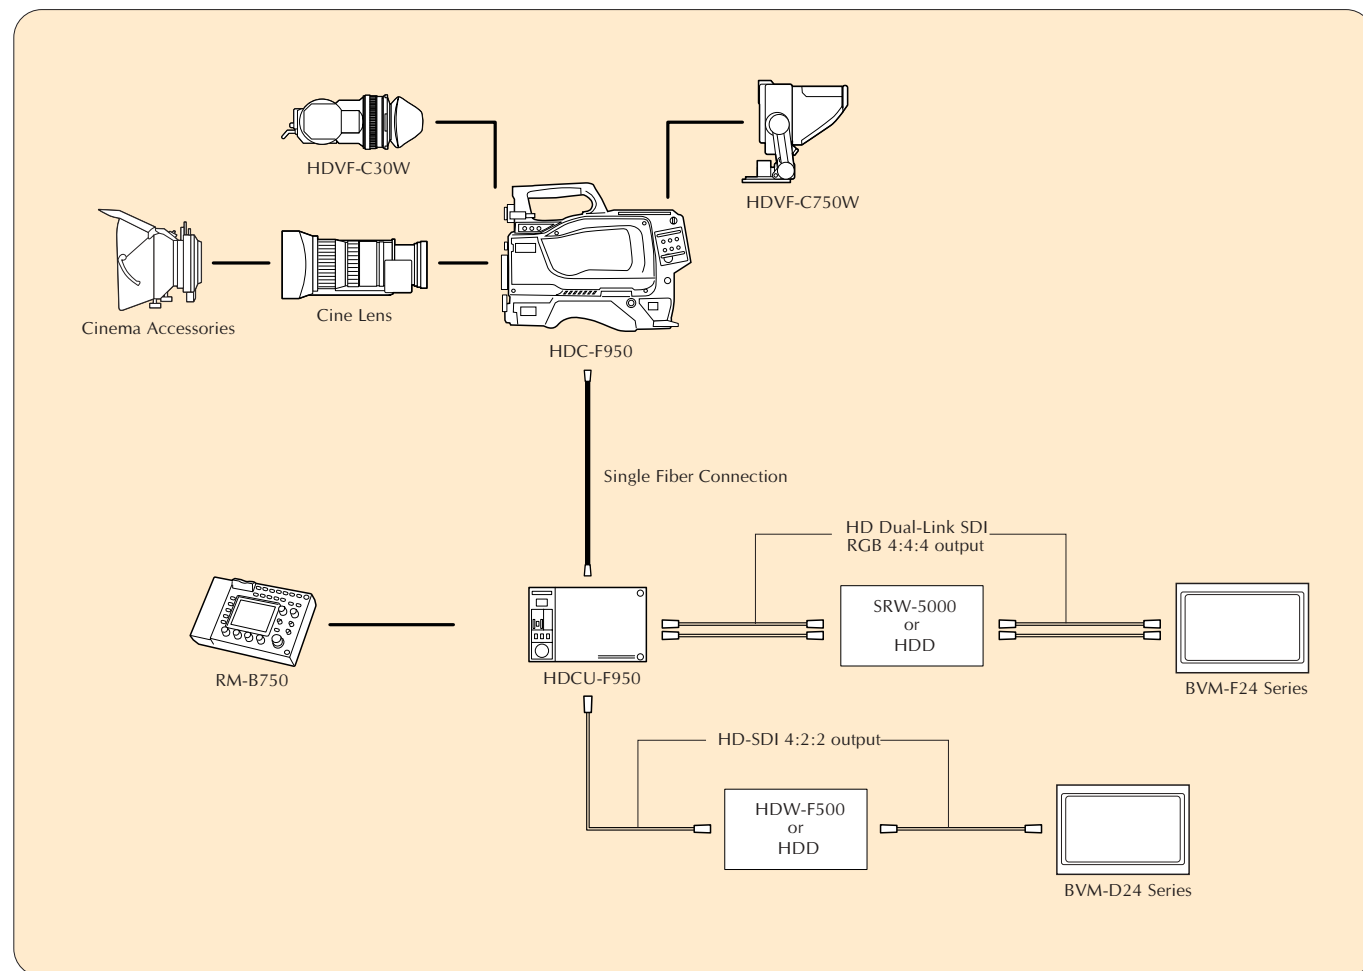 HDVF-C30W
HDVF-C750W
Cinema Accessories
Cine Lens
HDC-F950
Single Fiber Connection
HD Dual-Link SDI
RGB 4:4:4 output
RM-B750
HDCU-F950
SRW-5000
or
HDD
BVM-F24 Series
HD-SDI 4:2:2 output
HDW-F500
or
HDD
BVM-D24 Series